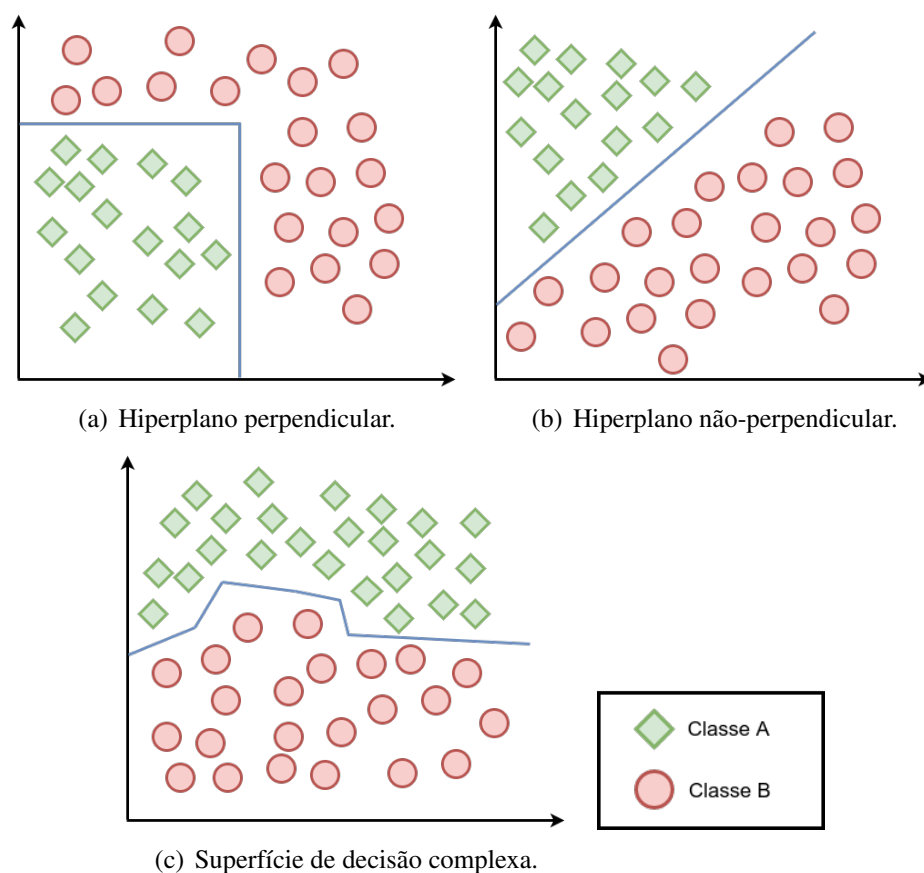 (a) Hiperplano perpendicular.
(b) Hiperplano não-perpendicular.
Classe A
Classe B
(c) Superfície de decisão complexa.